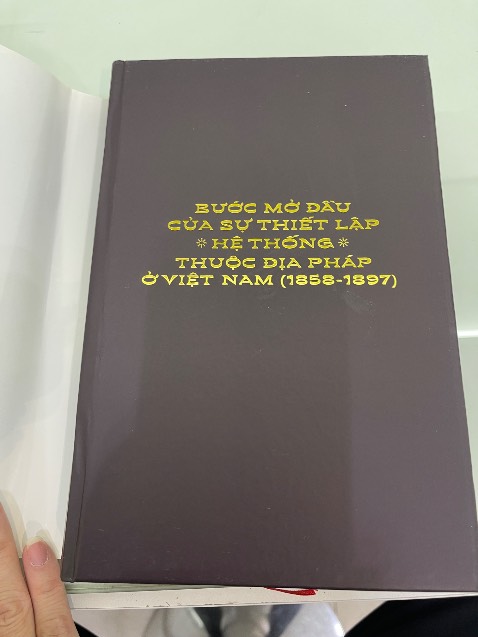 BƯỚC MỞ ĐẦU
CỦA SỰ THIẾT LẬP
* HỆ THỐNG *
THUỘC ĐỊA PHÁP
Ở VIỆT NAM (1858-1897)